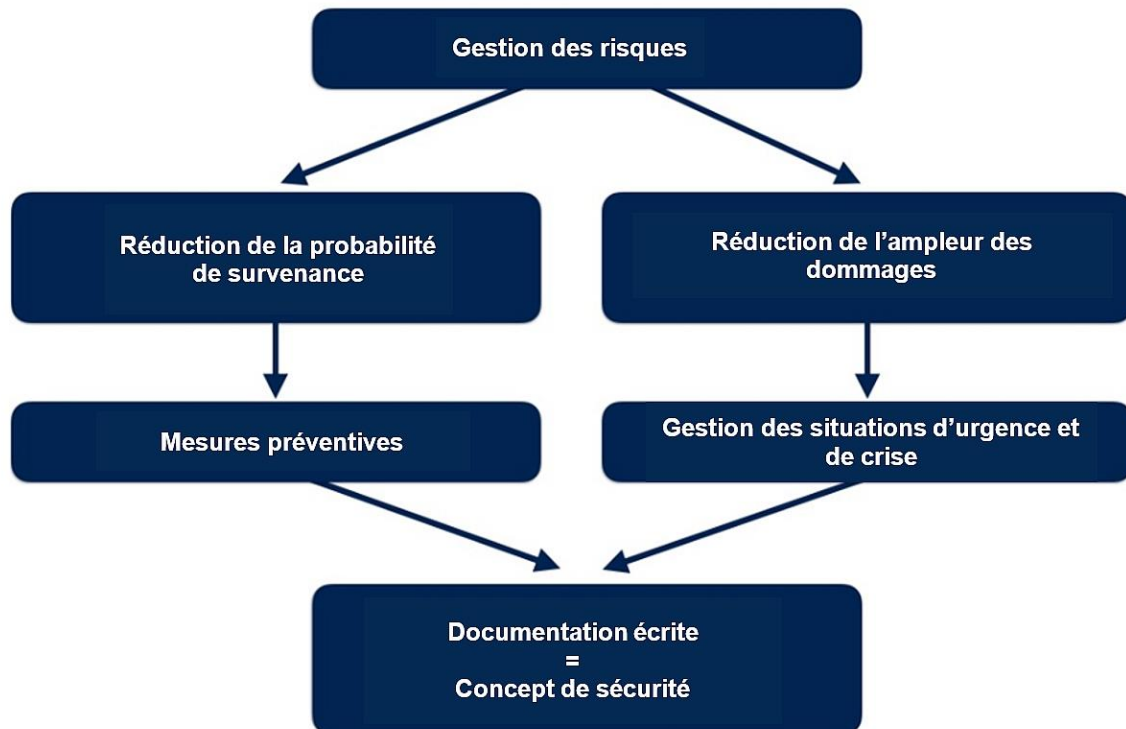 Gestion des risques
Réduction de la probabilité
de survenance
Réduction de l’ampleur des
dommages
Mesures préventives
Gestion des situations d’urgence et
de crise
Documentation écrite
=
Concept de sécurité